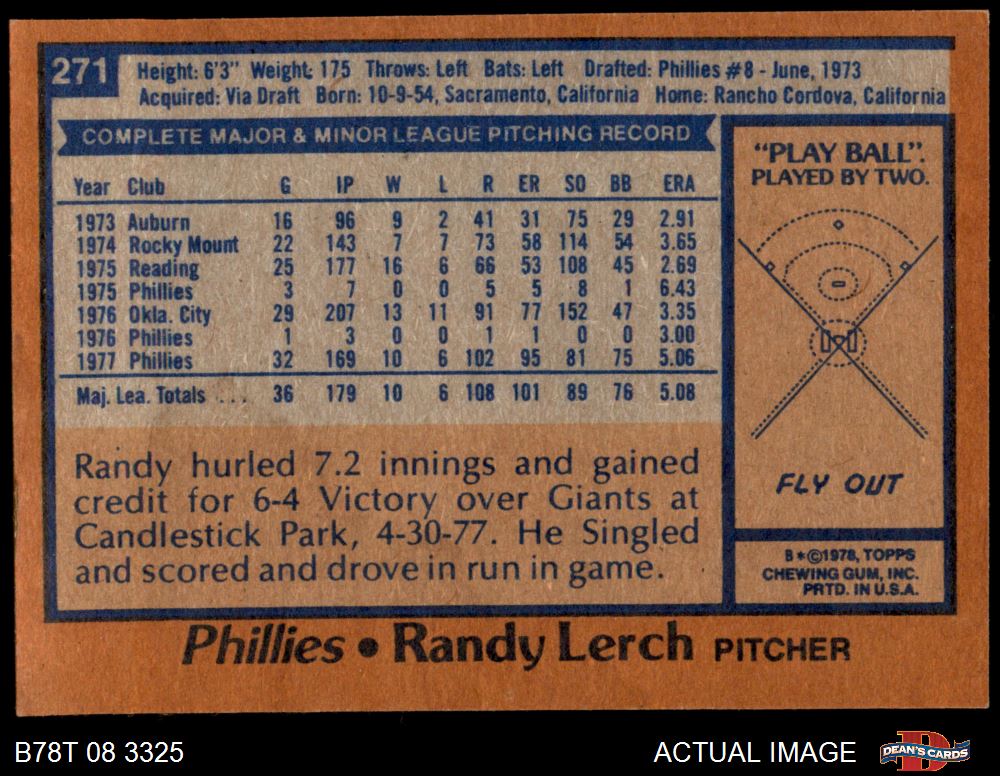 271
Height: 6'3" Weight: 175 Throws: Left Bats: Left Drafted: Phillies #8 - June, 1973
Acquired: Via Draft Born: 10-9-54, Sacramento, California Home: Rancho Cordova, California
COMPLETE MAJOR & MINOR LEAGUE PITCHING RECORD
Year Club G IP W L R ER SO BB ERA
1973 Auburn 16 96 9 2 41 31 75 29 2.91
1974 Rocky Mount 22 143 7 7 73 58 114 54 3.65
1975 Reading 25 177 16 6 66 53 108 45 2.69
1975 Phillies 3 7 0 0 5 5 8 1 6.43
1976 Okla. City 29 207 13 11 91 77 152 47 3.35
1976 Phillies 1 3 0 0 1 1 0 0 3.00
1977 Phillies 32 169 10 6 102 95 81 75 5.06
Maj. Lea. Totals ... 36 179 10 6 108 101 89 76 5.08
Randy hurled 7.2 innings and gained
credit for 6-4 Victory over Giants at
Candlestick Park, 4-30-77. He Singled
and scored and drove in run in game.
"PLAY BALL".
PLAYED BY TWO.
FLY OUT
B*©1978, TOPPS
CHEWING GUM, INC.
PRTD. IN U.S.A.
Phillies • Randy Lerch PITCHER
B78T 08 3325
ACTUAL IMAGE
DEAN'S CARDS